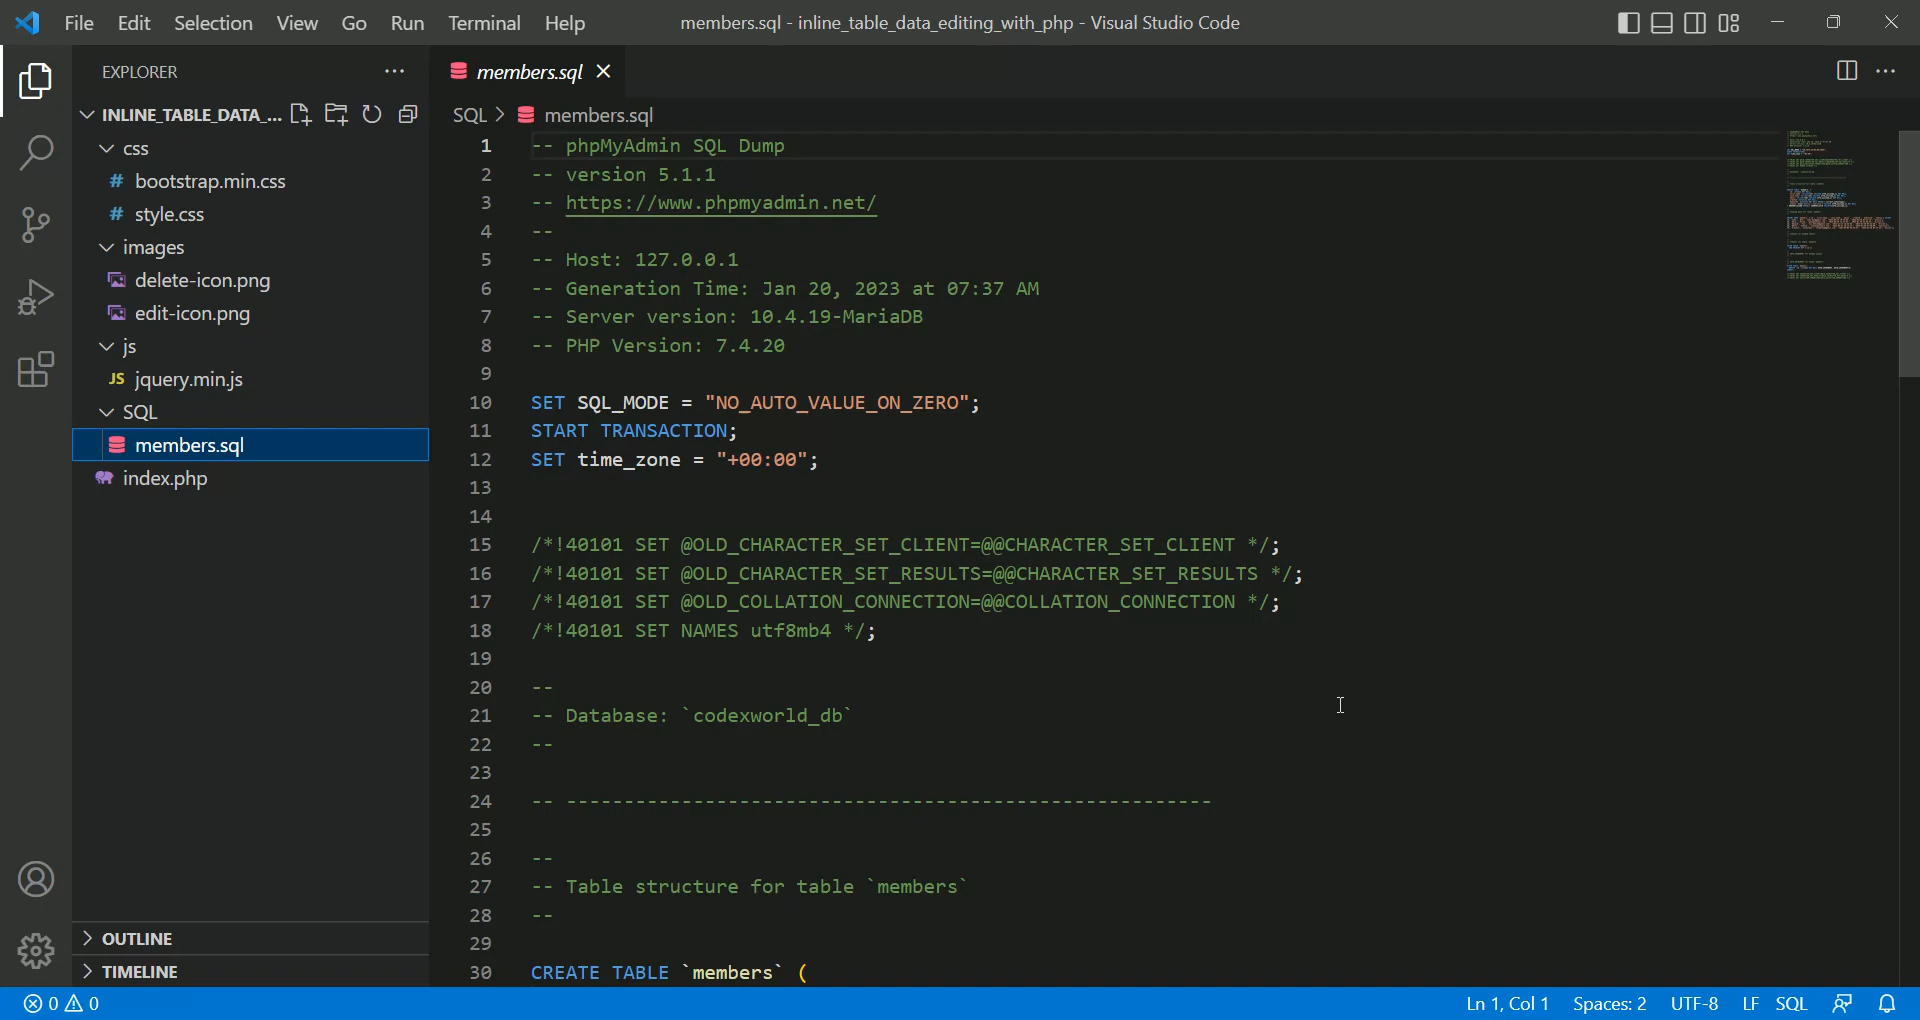 File Edit Selection View Go Run Terminal Help members.sql - inline_table_data_editing_with_php - Visual Studio Code
EXPLORER
INLINE_TABLE_DATA_...
css
# bootstrap.min.css
# style.css
images
delete-icon.png
edit-icon.png
js
JS jquery.min.js
SQL
members.sql
index.php
OUTLINE
TIMELINE
members.sql
SQL > members.sql
1 -- phpMyAdmin SQL Dump
2 -- version 5.1.1
3 -- https://www.phpmyadmin.net/
4 --
5 -- Host: 127.0.0.1
6 -- Generation Time: Jan 20, 2023 at 07:37 AM
7 -- Server version: 10.4.19-MariaDB
8 -- PHP Version: 7.4.20
9
10 SET SQL_MODE = "NO_AUTO_VALUE_ON_ZERO";
11 START TRANSACTION;
12 SET time_zone = "+00:00";
13
14
15 /*!40101 SET @OLD_CHARACTER_SET_CLIENT=@@CHARACTER_SET_CLIENT */;
16 /*!40101 SET @OLD_CHARACTER_SET_RESULTS=@@CHARACTER_SET_RESULTS */;
17 /*!40101 SET @OLD_COLLATION_CONNECTION=@@COLLATION_CONNECTION */;
18 /*!40101 SET NAMES utf8mb4 */;
19
20 --
21 -- Database: `codexworld_db`
22 --
23
24 -- --------------------------------------------------------
25
26 --
27 -- Table structure for table `members`
28 --
29
30 CREATE TABLE `members` (
0 0 Ln 1, Col 1 Spaces: 2 UTF-8 LF SQL